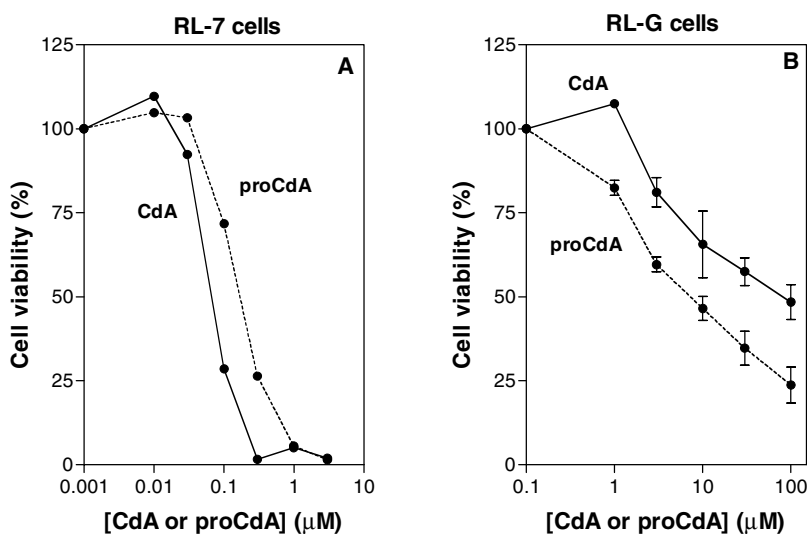 RL-7 cells
A
125
100
75
50
25
0
Cell viability (%)
CdA
proCdA
0.001
0.01
0.1
1
10
[CdA or proCdA] (μM)
RL-G cells
B
125
100
75
50
25
0
Cell viability (%)
CdA
proCdA
0.1
1
10
100
[CdA or proCdA] (μM)